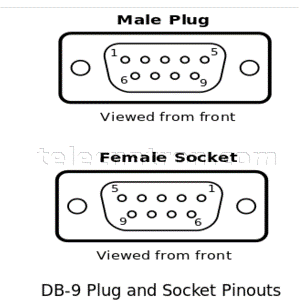 Male Plug
1 5
6 9
Viewed from front
Female Socket
5 1
9 6
Viewed from front
DB-9 Plug and Socket Pinouts